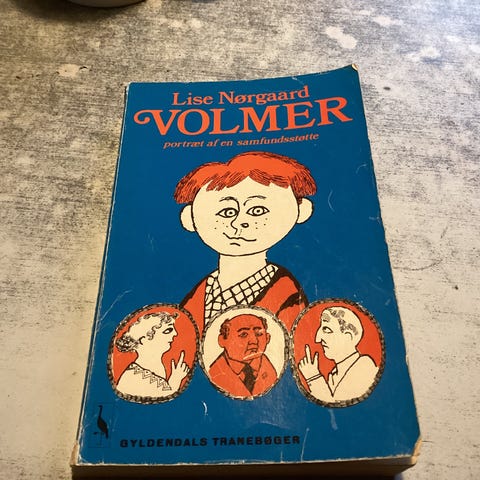 Lise Nørgaard
VOLMER
portræt af en samfundsstøtte
GYLDENDALS TRANEBØGER